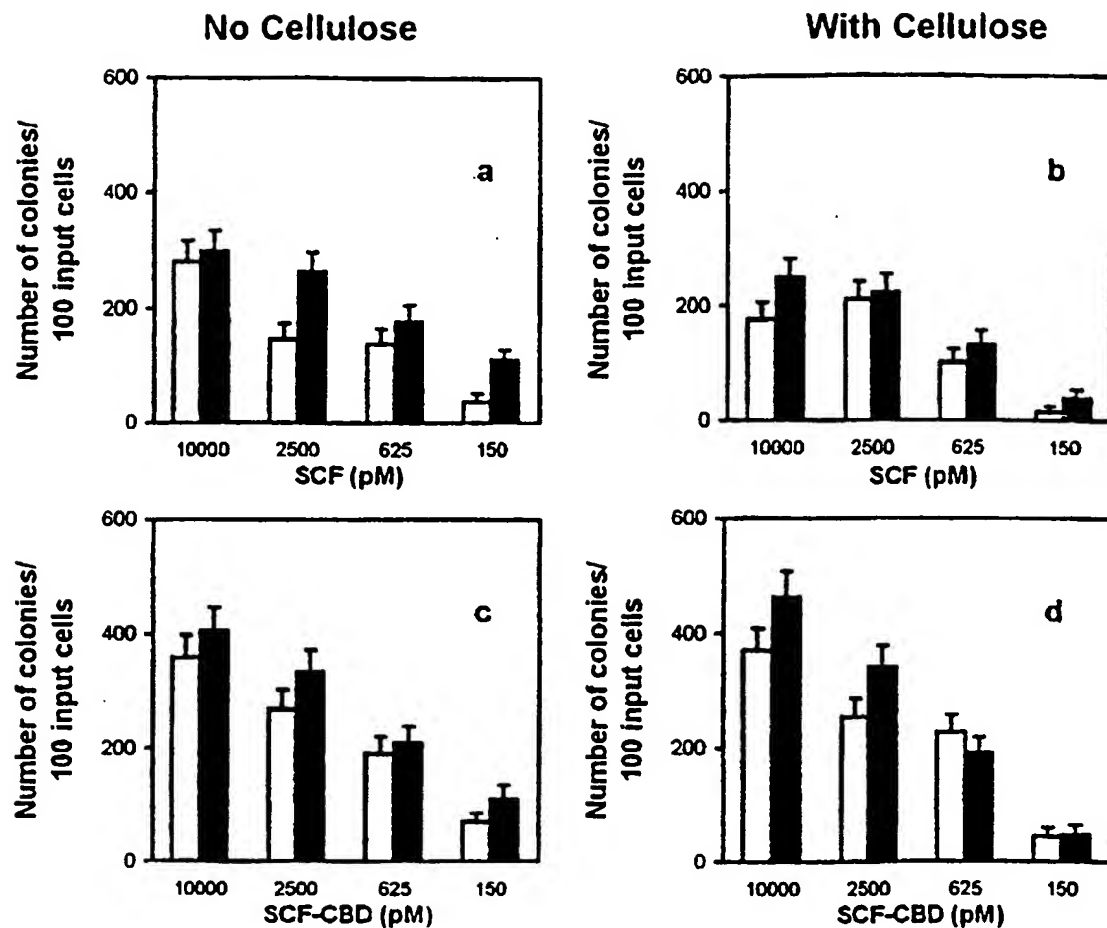 No Cellulose
With Cellulose
Number of colonies/
100 input cells
600
400
200
0
a
10000 2500 625 150
SCF (pM)
Number of colonies/
100 input cells
600
400
200
0
b
10000 2500 625 150
SCF (pM)
Number of colonies/
100 input cells
600
400
200
0
c
10000 2500 625 150
SCF-CBD (pM)
Number of colonies/
100 input cells
600
400
200
0
d
10000 2500 625 150
SCF-CBD (pM)